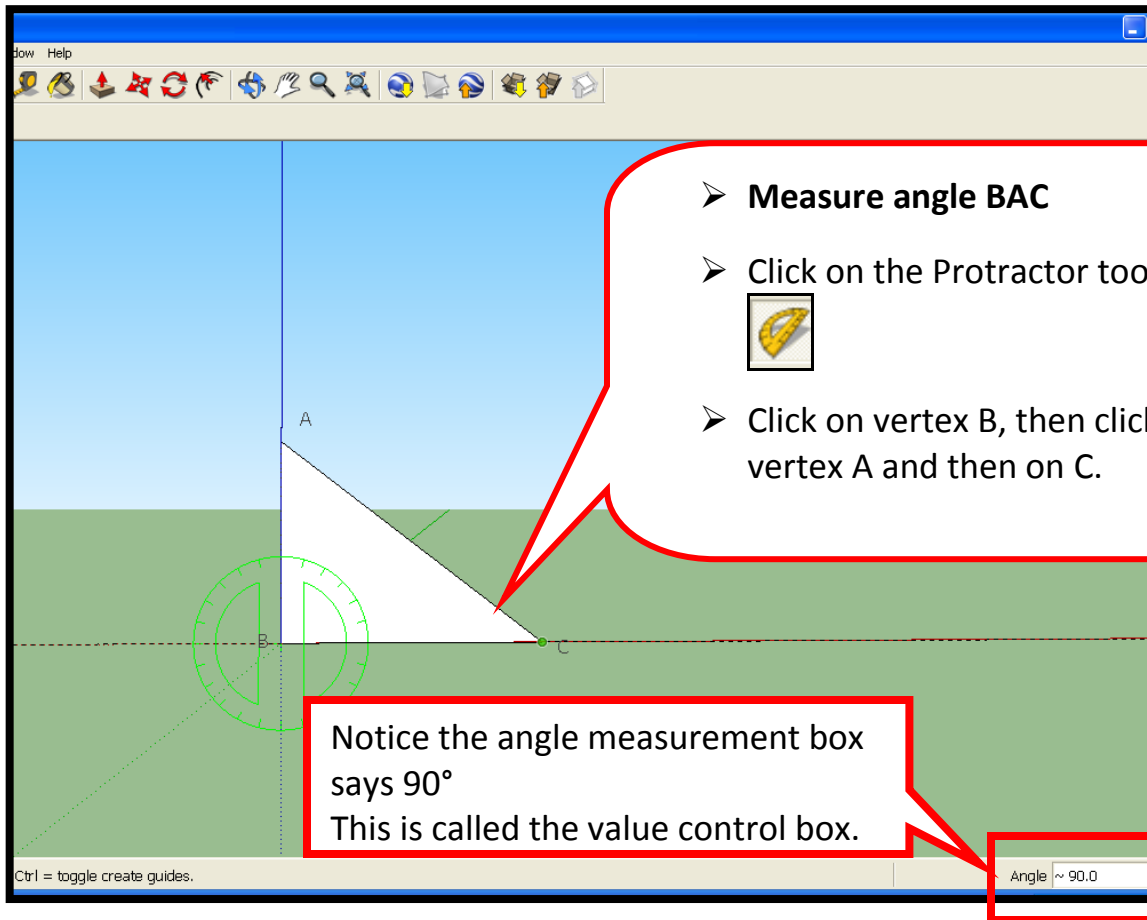 dow Help
➢ Measure angle BAC
➢ Click on the Protractor too
➢ Click on vertex B, then click
vertex A and then on C.
A
B
C
Notice the angle measurement box
says 90°
This is called the value control box.
Ctrl = toggle create guides.
Angle ~ 90.0